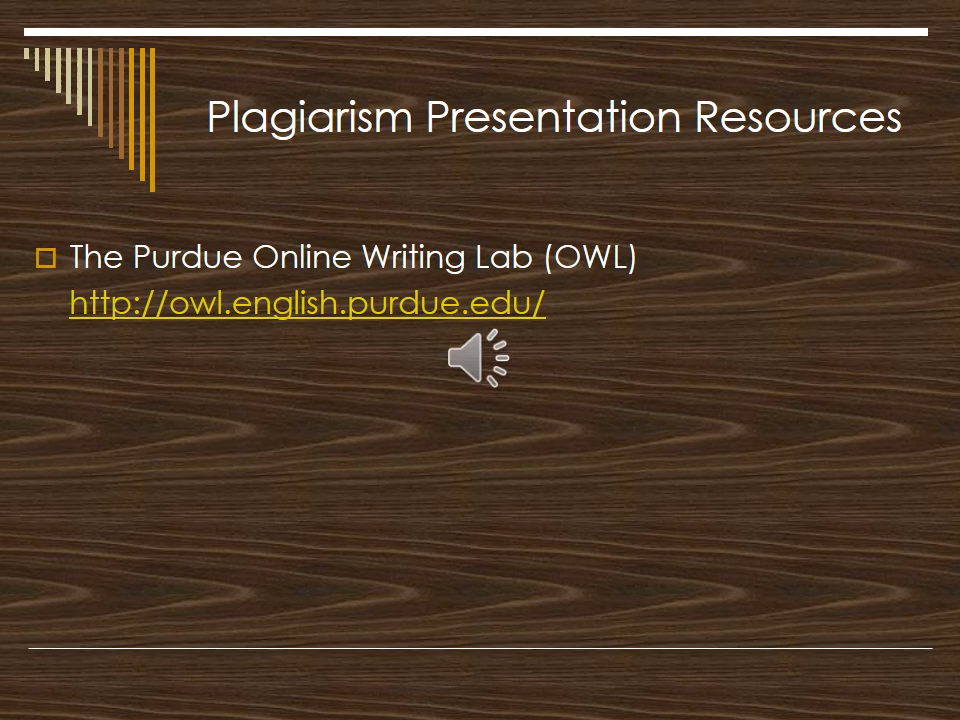 Plagiarism Presentation Resources
The Purdue Online Writing Lab (OWL)
http://owl.english.purdue.edu/